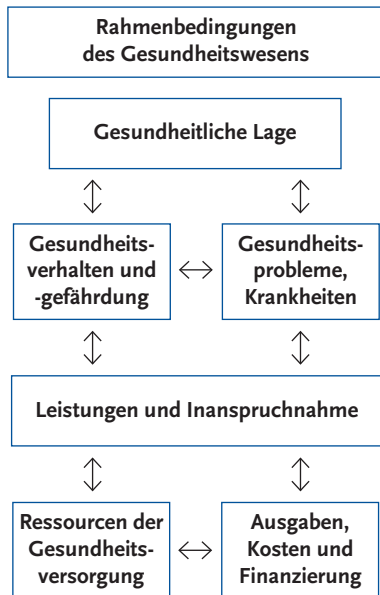 Rahmenbedingungen
des Gesundheitswesens
Gesundheitliche Lage
Gesundheits-
verhalten und
-gefährdung
Gesundheits-
probleme,
Krankheiten
Leistungen und Inanspruchnahme
Ressourcen der
Gesundheits-
versorgung
Ausgaben,
Kosten und
Finanzierung